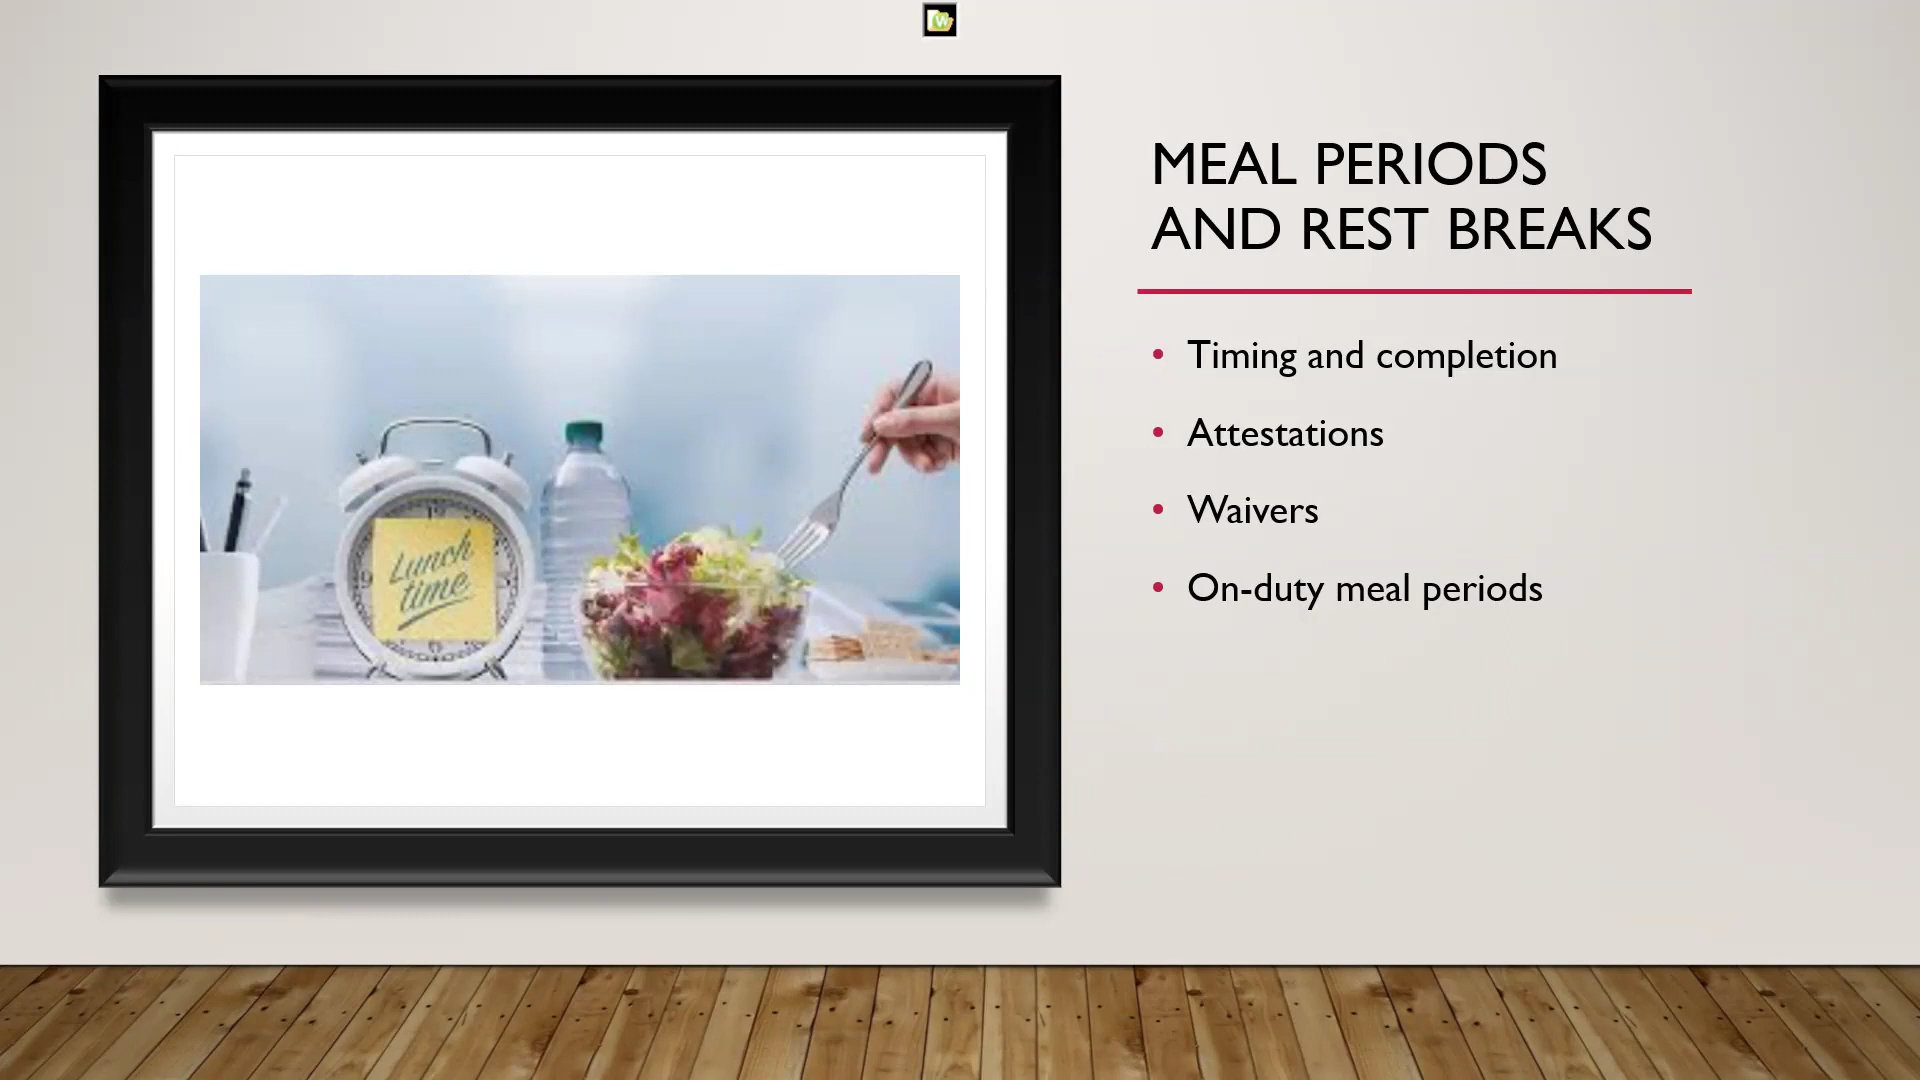 MEAL PERIODS
AND REST BREAKS
• Timing and completion
• Attestations
• Waivers
• On-duty meal periods
Lunch
time